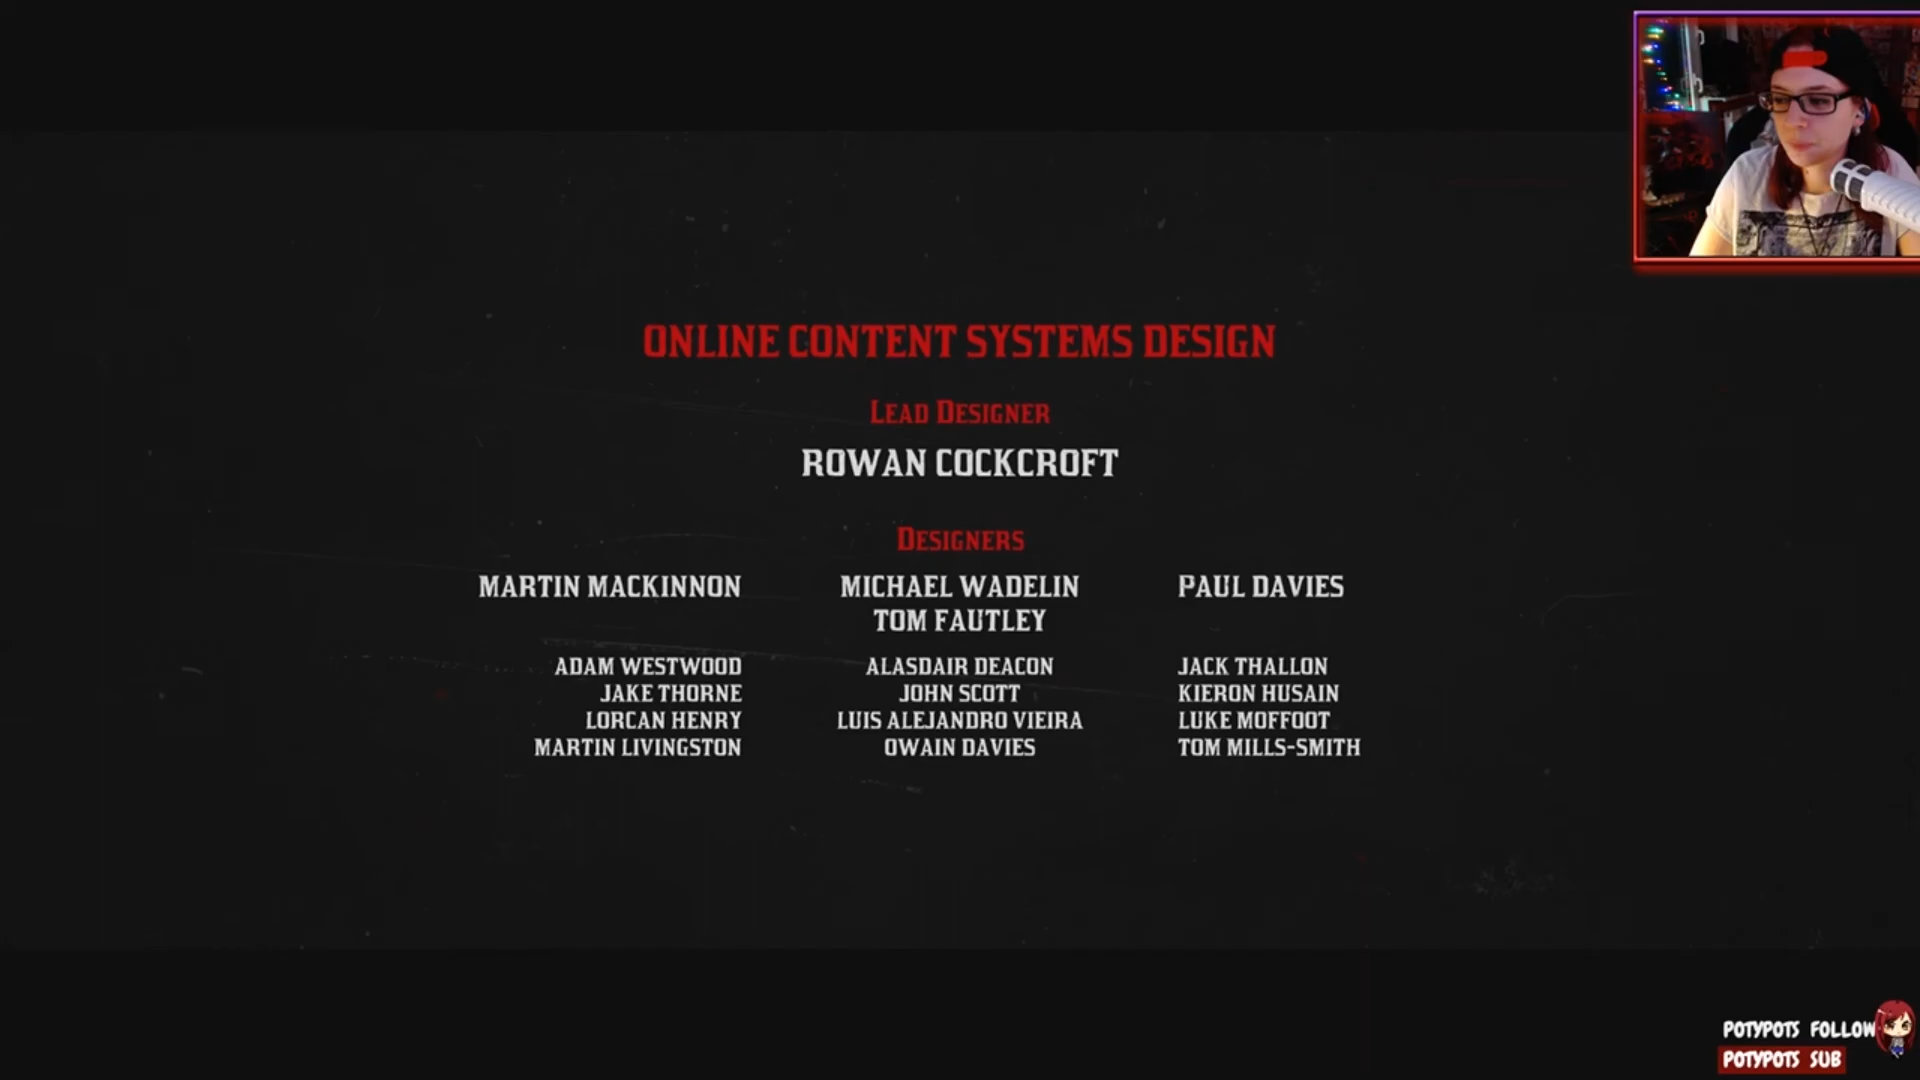 ONLINE CONTENT SYSTEMS DESIGN
LEAD DESIGNER
ROWAN COCKCROFT
DESIGNERS
MARTIN MACKINNON MICHAEL WADELIN PAUL DAVIES
TOM FAUTLEY
ADAM WESTWOOD ALASDAIR DEACON JACK THALLON
JAKE THORNE JOHN SCOTT KIERON HUSAIN
LORCAN HENRY LUIS ALEJANDRO VIEIRA LUKE MOFFOOT
MARTIN LIVINGSTON OWAIN DAVIES TOM MILLS-SMITH
POTYPOTS FOLLOW
POTYPOTS SUB